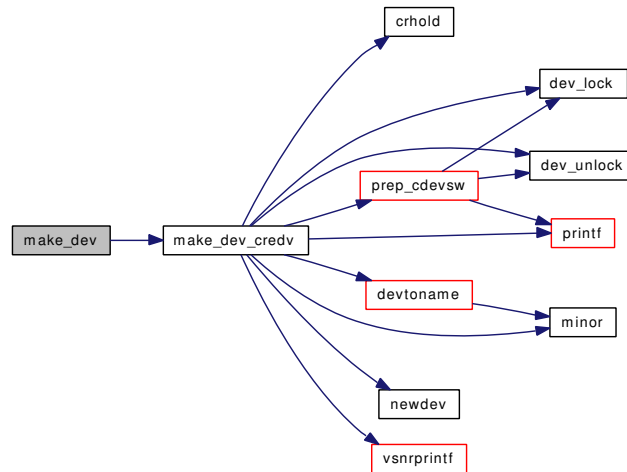 crhold
dev_lock
dev_unlock
prep_cdevsw
printf
make_dev
make_dev_credv
devtoname
minor
newdev
vsnrprintf